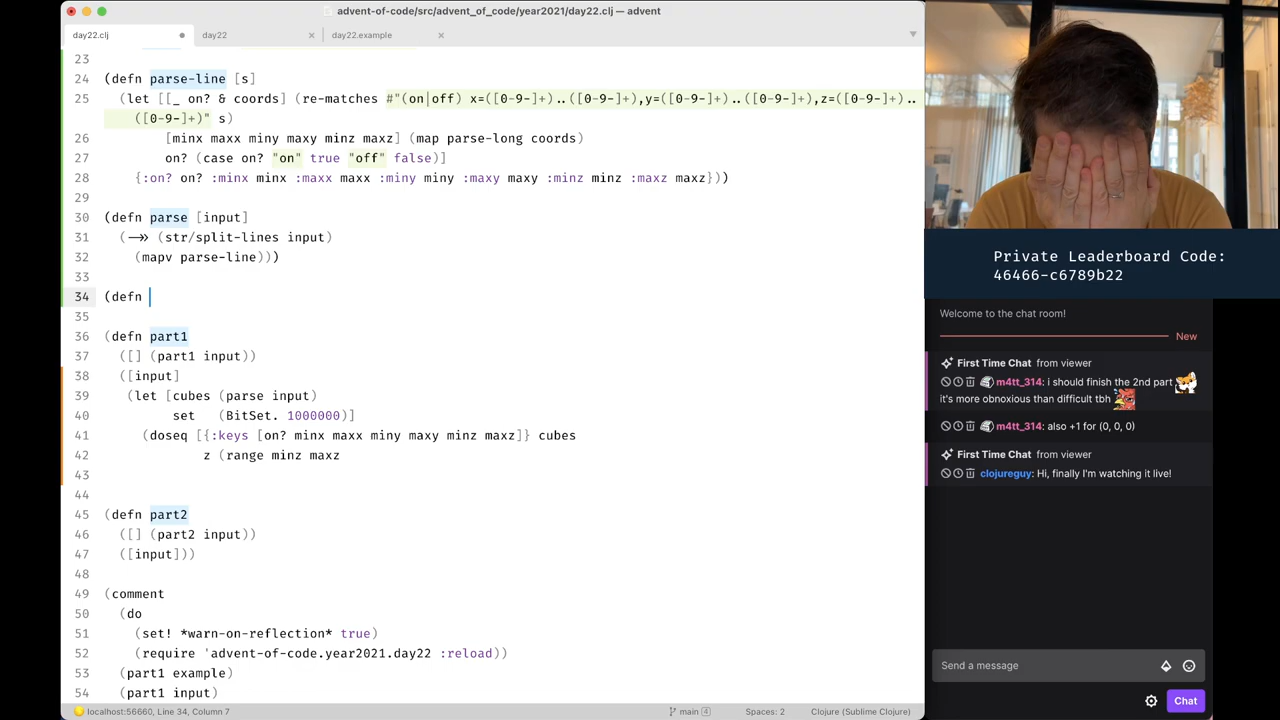 advent-of-code/src/advent_of_code/year2021/day22.clj — advent
day22.clj
day22
day22.example
23
24 (defn parse-line [s]
25 (let [[_ on? & coords] (re-matches #"(on|off) x=([0-9-]+)..([0-9-]+),y=([0-9-]+)..([0-9-]+),z=([0-9-]+)..
([0-9-]+)" s)
26 [minx maxx miny maxy minz maxz] (map parse-long coords)
27 on? (case on? "on" true "off" false)]
28 {:on? on? :minx minx :maxx maxx :miny miny :maxy maxy :minz minz :maxz maxz}))
29
30 (defn parse [input]
31 (->> (str/split-lines input)
32 (mapv parse-line)))
33
34 (defn
35
36 (defn part1
37 ([] (part1 input))
38 ([input]
39 (let [cubes (parse input)
40 set (BitSet. 1000000)]
41 (doseq [{:keys [on? minx maxx miny maxy minz maxz]} cubes
42 z (range minz maxz
43
44
45 (defn part2
46 ([] (part2 input))
47 ([input]))
48
49 (comment
50 (do
51 (set! *warn-on-reflection* true)
52 (require 'advent-of-code.year2021.day22 :reload))
53 (part1 example)
54 (part1 input)
localhost:56660, Line 34, Column 7
main 4
Spaces: 2
Clojure (Sublime Clojure)
Private Leaderboard Code:
46466-c6789b22
Welcome to the chat room!
New
First Time Chat from viewer
m4tt_314: i should finish the 2nd part
it's more obnoxious than difficult tbh
m4tt_314: also +1 for (0, 0, 0)
First Time Chat from viewer
clojureguy: Hi, finally I'm watching it live!
Send a message
Chat